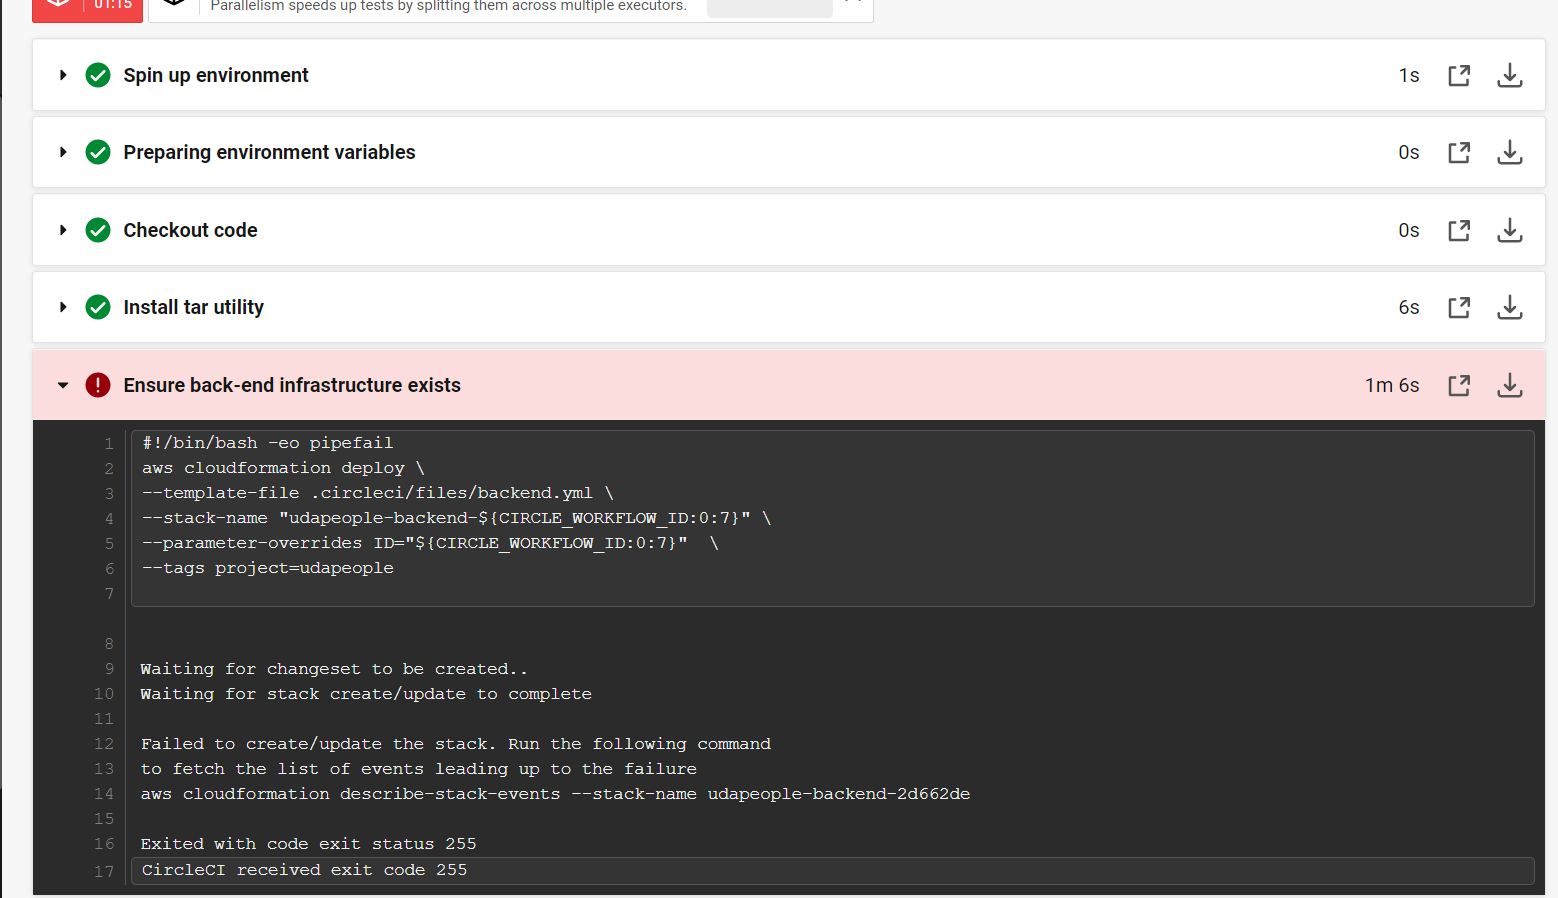 01:15
Parallelism speeds up tests by splitting them across multiple executors.
Spin up environment 1s
Preparing environment variables 0s
Checkout code 0s
Install tar utility 6s
Ensure back-end infrastructure exists 1m 6s
1 #!/bin/bash -eo pipefail
2 aws cloudformation deploy \
3 --template-file .circleci/files/backend.yml \
4 --stack-name "udapeople-backend-${CIRCLE_WORKFLOW_ID:0:7}" \
5 --parameter-overrides ID="${CIRCLE_WORKFLOW_ID:0:7}"  \
6 --tags project=udapeople
7
8
9 Waiting for changeset to be created..
10 Waiting for stack create/update to complete
11
12 Failed to create/update the stack. Run the following command
13 to fetch the list of events leading up to the failure
14 aws cloudformation describe-stack-events --stack-name udapeople-backend-2d662de
15
16 Exited with code exit status 255
17 CircleCI received exit code 255